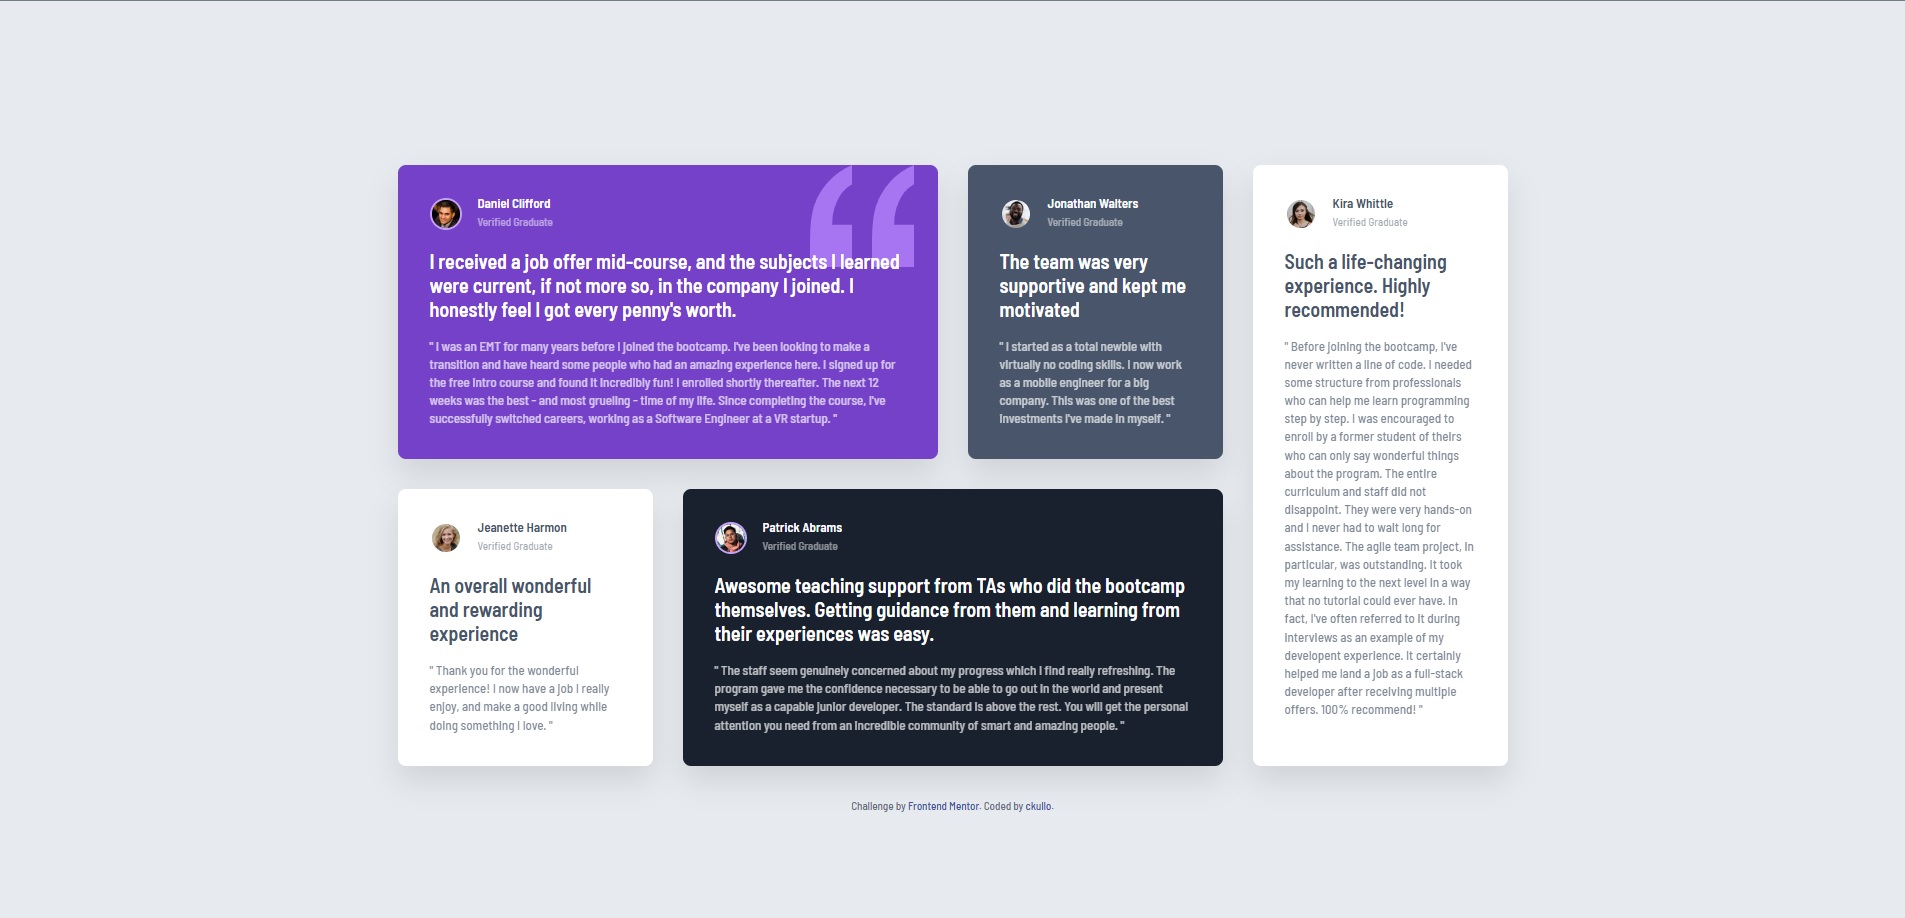 Daniel Clifford
Verified Graduate
I received a job offer mid-course, and the subjects I learned
were current, if not more so, in the company I joined. I
honestly feel I got every penny's worth.
" I was an EMT for many years before I joined the bootcamp. I've been looking to make a
transition and have heard some people who had an amazing experience here. I signed up for
the free intro course and found it incredibly fun! I enrolled shortly thereafter. The next 12
weeks was the best - and most grueling - time of my life. Since completing the course, I've
successfully switched careers, working as a Software Engineer at a VR startup. "
Jonathan Walters
Verified Graduate
The team was very
supportive and kept me
motivated
" I started as a total newbie with
virtually no coding skills. I now work
as a mobile engineer for a big
company. This was one of the best
investments I've made in myself. "
Kira Whittle
Verified Graduate
Such a life-changing
experience. Highly
recommended!
" Before joining the bootcamp, I've
never written a line of code. I needed
some structure from professionals
who can help me learn programming
step by step. I was encouraged to
enroll by a former student of theirs
who can only say wonderful things
about the program. The entire
curriculum and staff did not
disappoint. They were very hands-on
and I never had to wait long for
assistance. The agile team project, in
particular, was outstanding. It took
my learning to the next level in a way
that no tutorial could ever have. In
fact, I've often referred to it during
interviews as an example of my
developent experience. It certainly
helped me land a job as a full-stack
developer after receiving multiple
offers. 100% recommend! "
Jeanette Harmon
Verified Graduate
An overall wonderful
and rewarding
experience
" Thank you for the wonderful
experience! I now have a job I really
enjoy, and make a good living while
doing something I love. "
Patrick Abrams
Verified Graduate
Awesome teaching support from TAs who did the bootcamp
themselves. Getting guidance from them and learning from
their experiences was easy.
" The staff seem genuinely concerned about my progress which I find really refreshing. The
program gave me the confidence necessary to be able to go out in the world and present
myself as a capable junior developer. The standard is above the rest. You will get the personal
attention you need from an incredible community of smart and amazing people. "
Challenge by Frontend Mentor. Coded by ckullo.